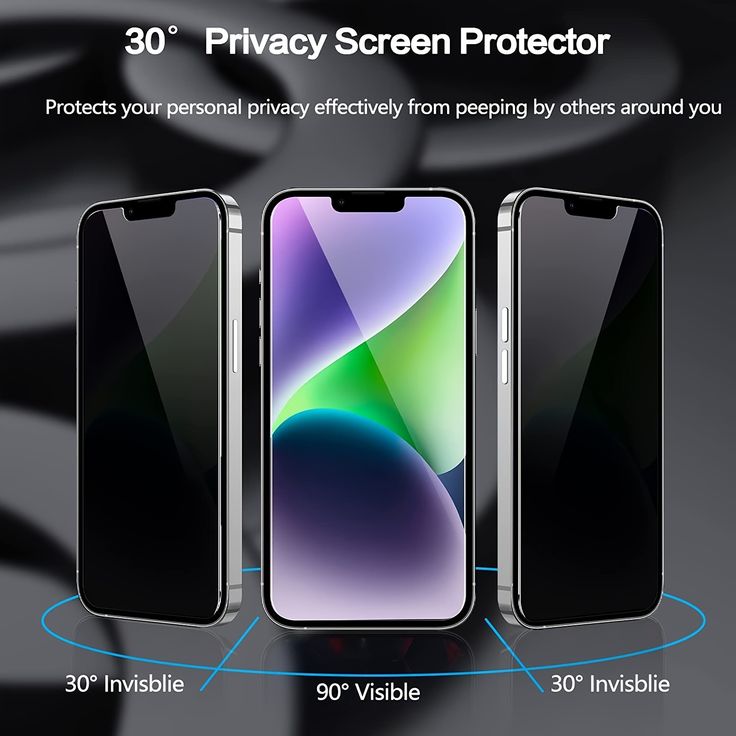 30° Privacy Screen Protector
Protects your personal privacy effectively from peeping by others around you
30° Invisblie
90° Visible
30° Invisblie